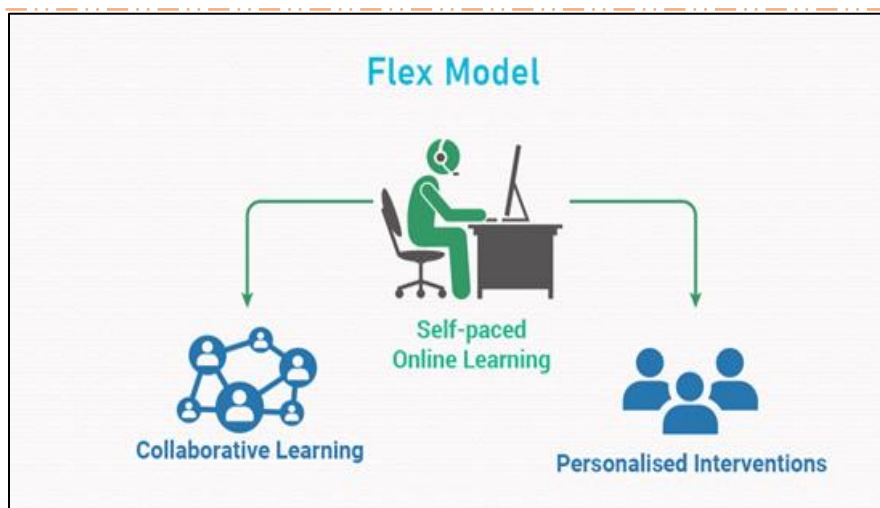 Flex Model
Self-paced
Online Learning
Collaborative Learning
Personalised Interventions